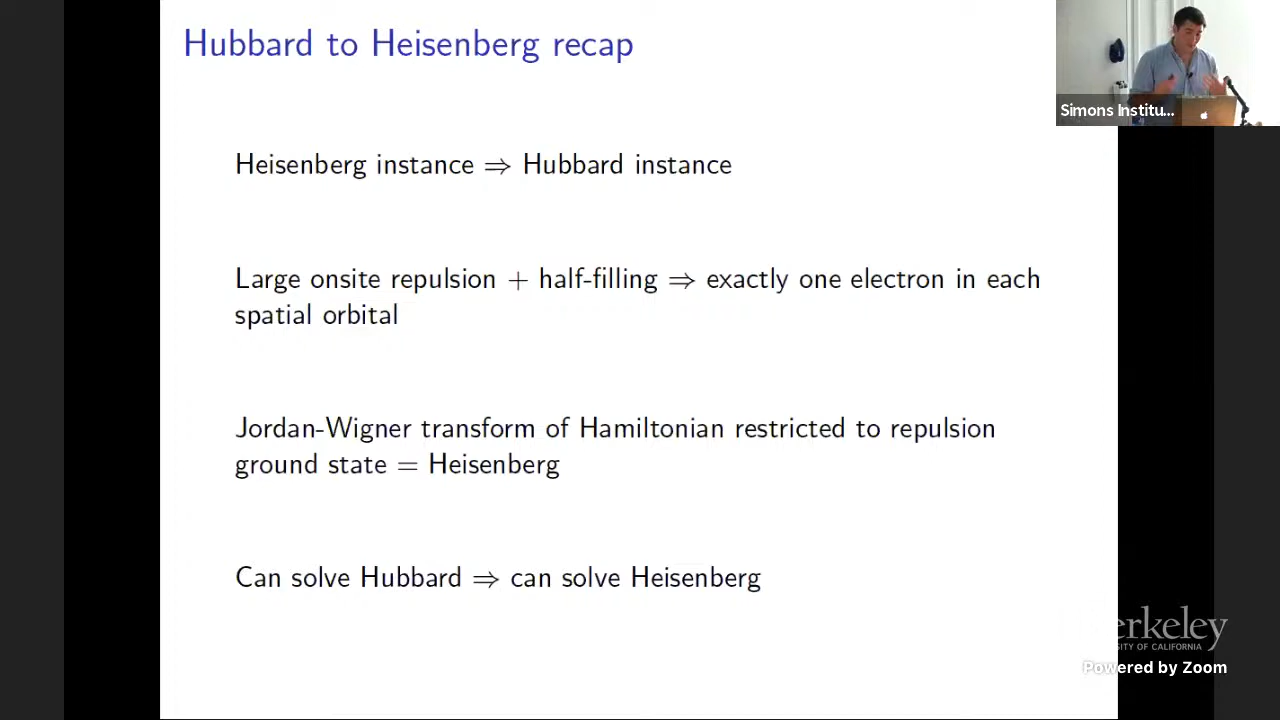 Hubbard to Heisenberg recap
Simons Institu...
Heisenberg instance ⇒ Hubbard instance
Large onsite repulsion + half-filling ⇒ exactly one electron in each
spatial orbital
Jordan-Wigner transform of Hamiltonian restricted to repulsion
ground state = Heisenberg
Can solve Hubbard ⇒ can solve Heisenberg
OF CALIFORNIA
Powered by Zoom